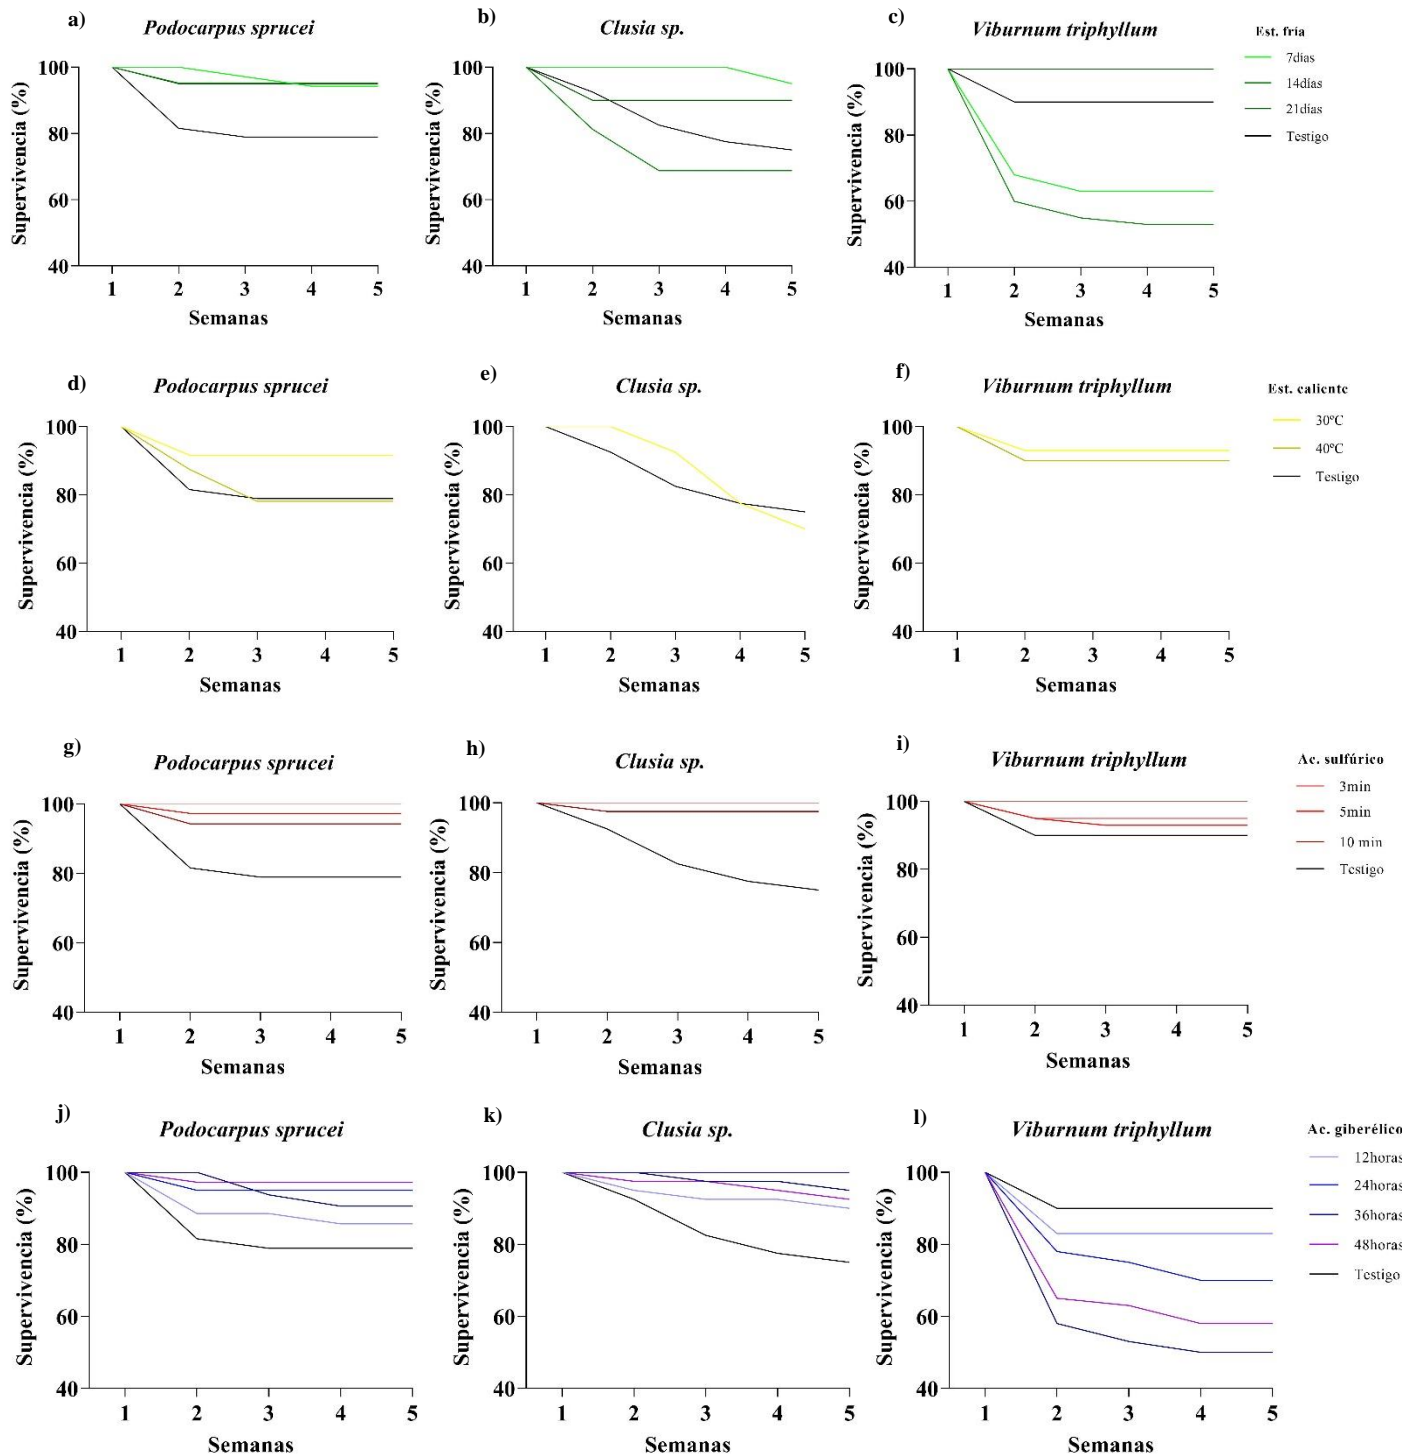 a)
Podocarpus sprucei
b)
Clusia sp.
c)
Viburnum triphyllum
Est. fría
7días
14días
21días
Testigo
Supervivencia (%)
100
80
60
40
1 2 3 4 5
Semanas
Supervivencia (%)
100
80
60
40
1 2 3 4 5
Semanas
Supervivencia (%)
100
80
60
40
1 2 3 4 5
Semanas
d)
Podocarpus sprucei
e)
Clusia sp.
f)
Viburnum triphyllum
Est. caliente
30ºC
40ºC
Testigo
Supervivencia (%)
100
80
60
40
1 2 3 4 5
Semanas
Supervivencia (%)
100
80
60
40
1 2 3 4 5
Semanas
Supervivencia (%)
100
80
60
40
1 2 3 4 5
Semanas
g)
Podocarpus sprucei
h)
Clusia sp.
i)
Viburnum triphyllum
Ac. sulfúrico
3min
5min
10 min
Testigo
Supervivencia (%)
100
80
60
40
1 2 3 4 5
Semanas
Supervivencia (%)
100
80
60
40
1 2 3 4 5
Semanas
Supervivencia (%)
100
80
60
40
1 2 3 4 5
Semanas
j)
Podocarpus sprucei
k)
Clusia sp.
l)
Viburnum triphyllum
Ac. giberélico
12horas
24horas
36horas
48horas
Testigo
Supervivencia (%)
100
80
60
40
1 2 3 4 5
Semanas
Supervivencia (%)
100
80
60
40
1 2 3 4 5
Semanas
Supervivencia (%)
100
80
60
40
1 2 3 4 5
Semanas